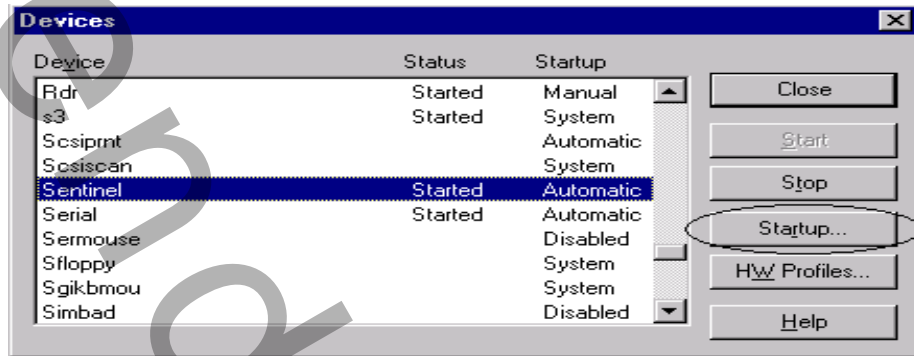 Devices
Device Status Startup
Rdr Started Manual
s3 Started System
Scsiprnt Automatic
Scsiscan System
Sentinel Started Automatic
Serial Started Automatic
Sermouse Disabled
Sfloppy System
Sgikbmou System
Simbad Disabled
Close
Start
Stop
Startup...
HW Profiles...
Help